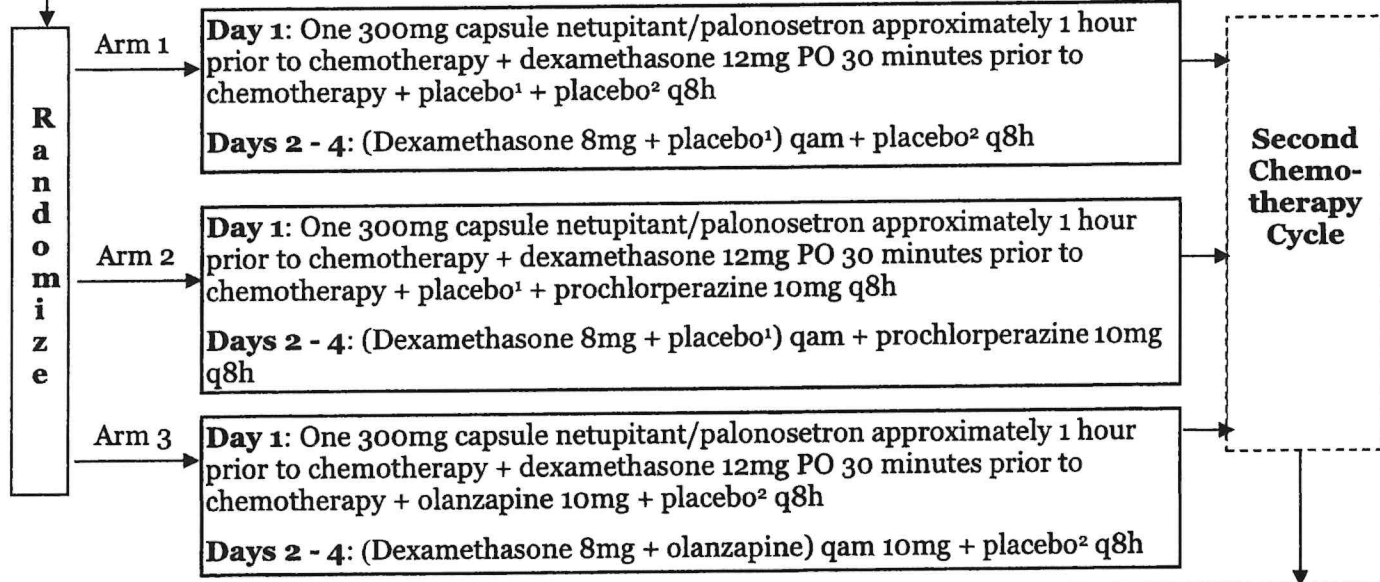 Randomize
Arm 1
Day 1: One 300mg capsule netupitant/palonosetron approximately 1 hour
prior to chemotherapy + dexamethasone 12mg PO 30 minutes prior to
chemotherapy + placebo¹ + placebo² q8h
Days 2 - 4: (Dexamethasone 8mg + placebo¹) qam + placebo² q8h
Arm 2
Day 1: One 300mg capsule netupitant/palonosetron approximately 1 hour
prior to chemotherapy + dexamethasone 12mg PO 30 minutes prior to
chemotherapy + placebo¹ + prochlorperazine 10mg q8h
Days 2 - 4: (Dexamethasone 8mg + placebo¹) qam + prochlorperazine 10mg
q8h
Arm 3
Day 1: One 300mg capsule netupitant/palonosetron approximately 1 hour
prior to chemotherapy + dexamethasone 12mg PO 30 minutes prior to
chemotherapy + olanzapine 10mg + placebo² q8h
Days 2 - 4: (Dexamethasone 8mg + olanzapine) qam 10mg + placebo² q8h
Second
Chemo-
therapy
Cycle